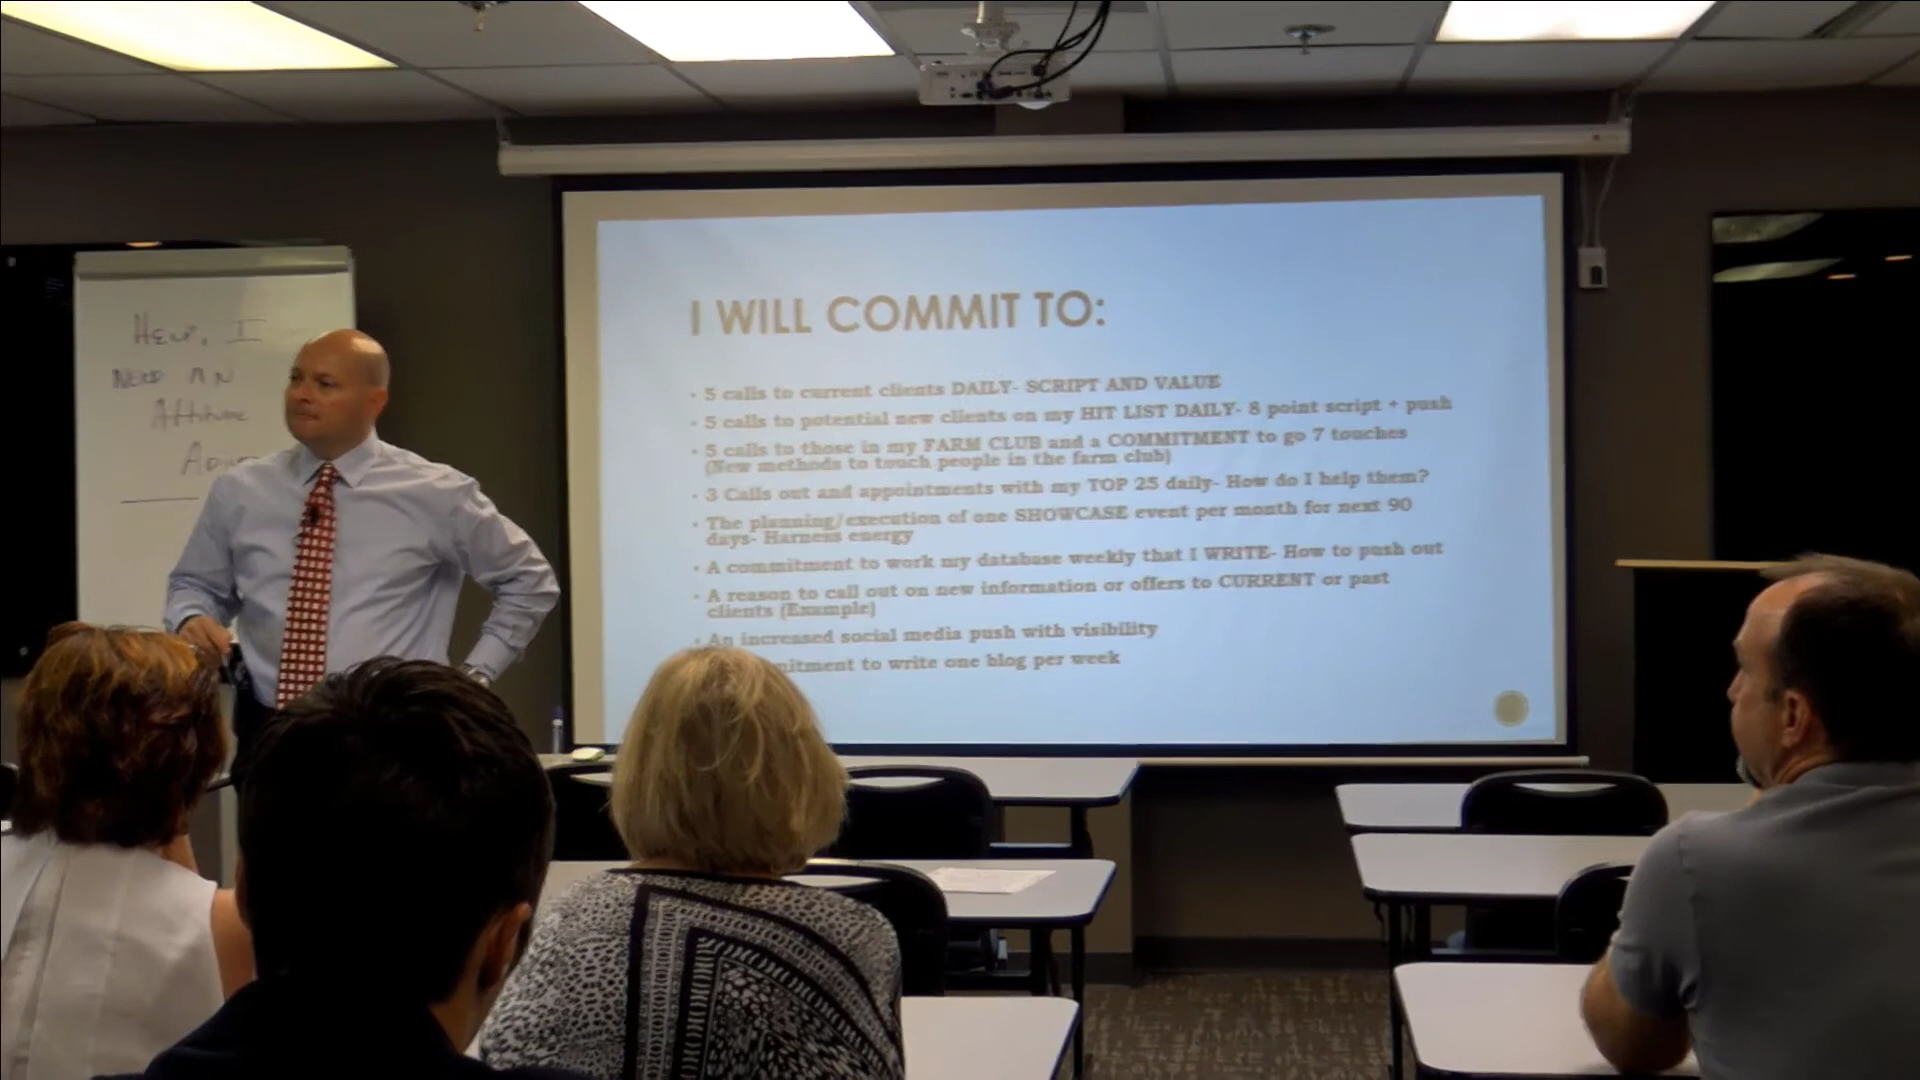 I
NEED AN
Attitude
I WILL COMMIT TO:
• 5 calls to current clients DAILY- SCRIPT AND VALUE
• 5 calls to potential new clients on my HIT LIST DAILY- 8 point script + push
• 5 calls to those in my FARM CLUB and a COMMITMENT to go 7 touches
(New methods to touch people in the farm club)
• 3 Calls out and appointments with my TOP 25 daily- How do I help them?
• The planning/execution of one SHOWCASE event per month for next 90
days- Harness energy
• A commitment to work my database weekly that I WRITE- How to push out
• A reason to call out on new information or offers to CURRENT or past
clients (Example)
• An increased social media push with visibility
to write one blog per week